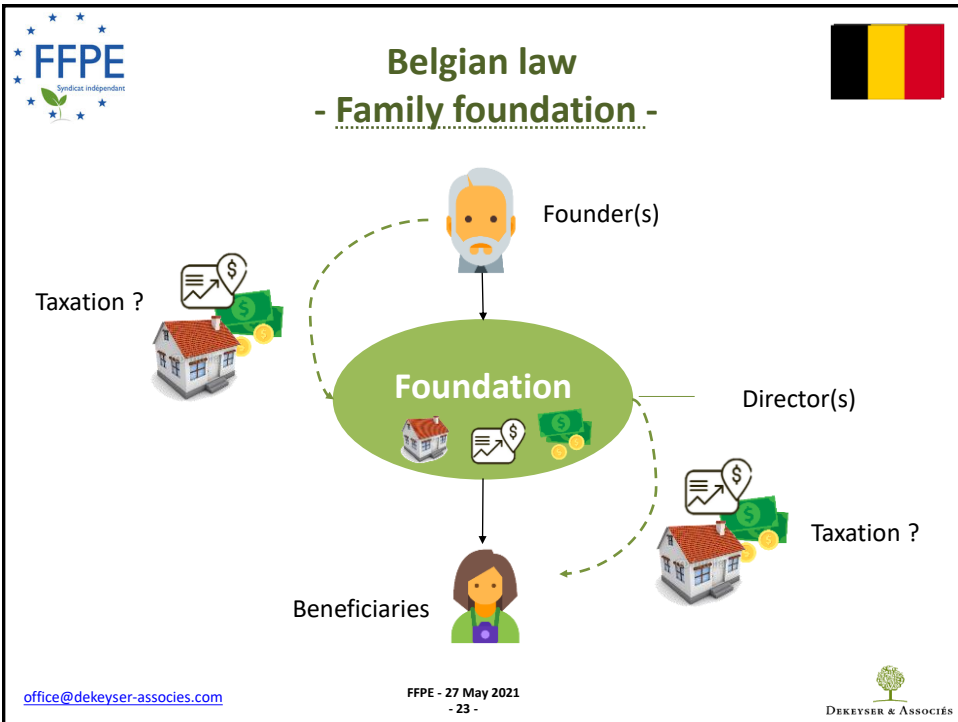 FFPE
Syndicat indépendant
Belgian law
- Family foundation -
Founder(s)
Taxation ?
$
Foundation
$
Director(s)
$
Taxation ?
Beneficiaries
office@dekeyser-associes.com
FFPE - 27 May 2021
- 23 -
DEKEYSER & ASSOCIÉS